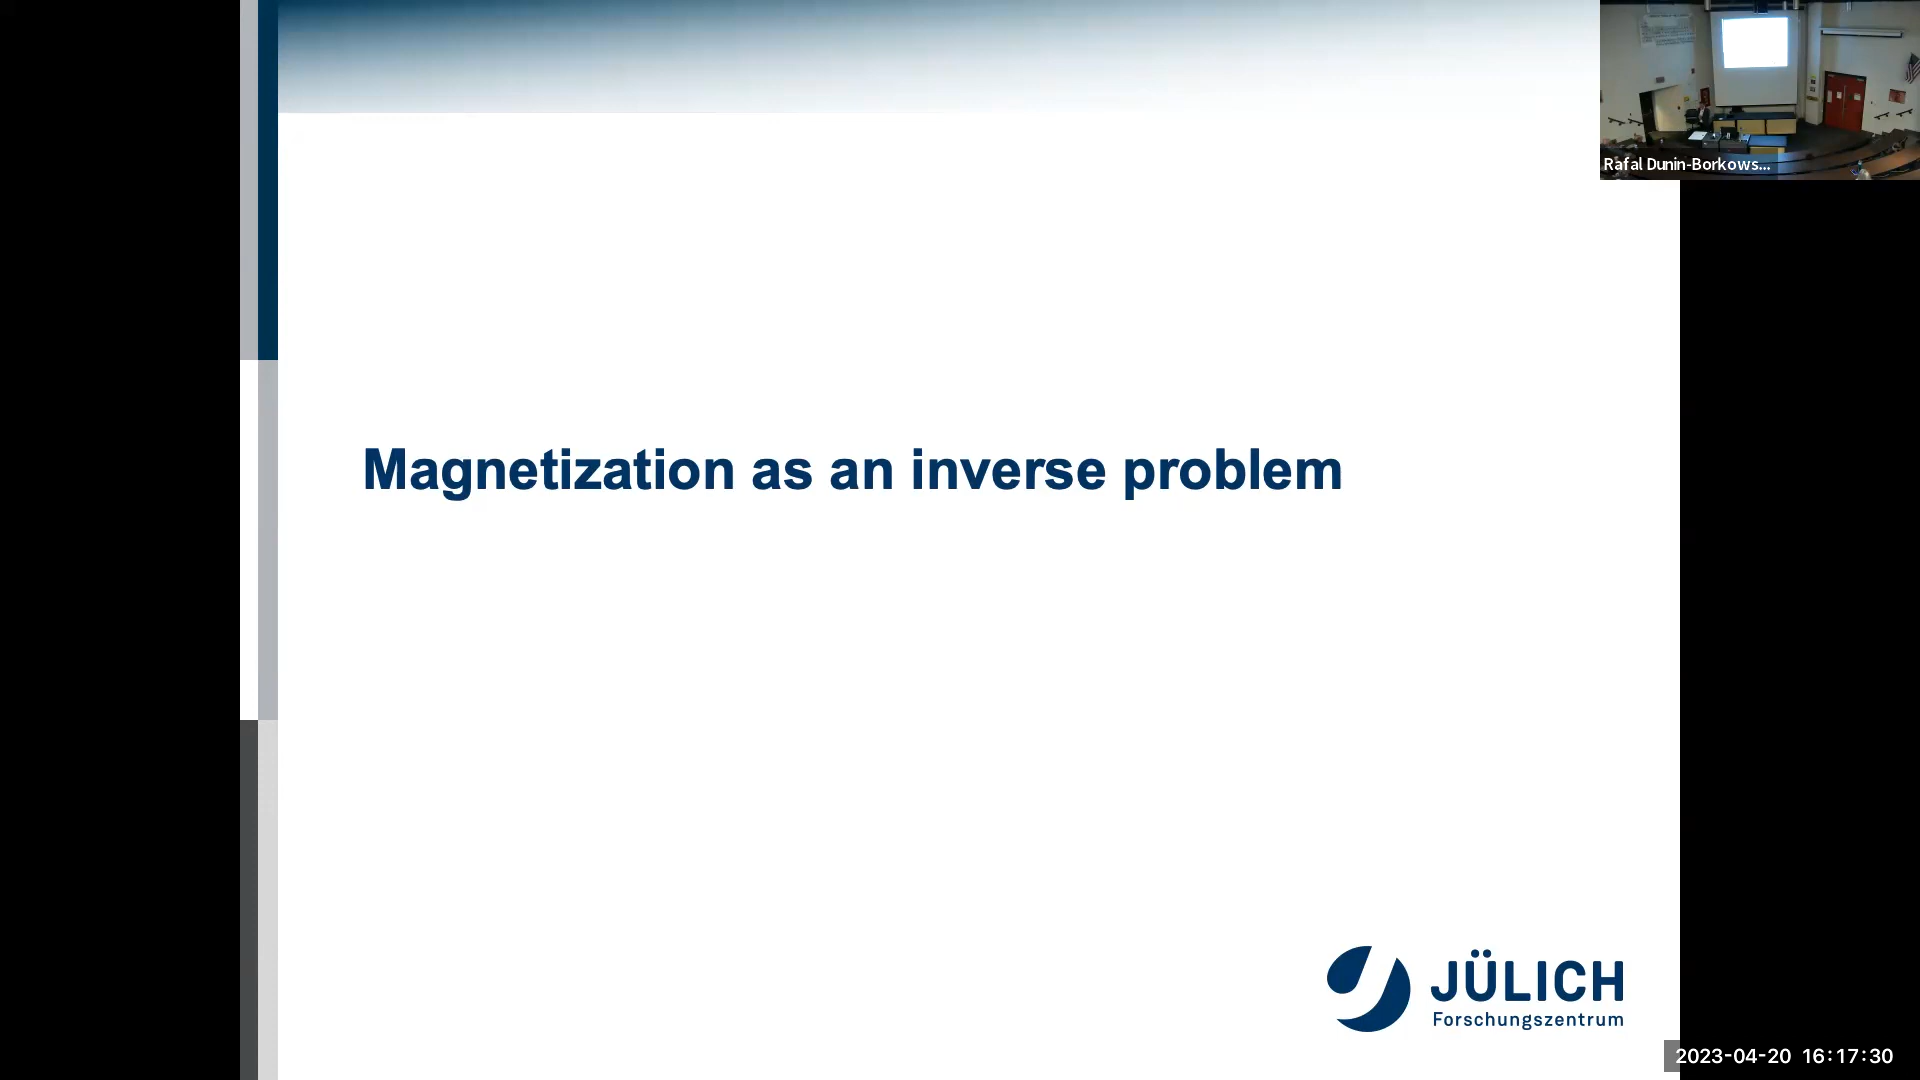 Rafal Dunin-Borkows...
Magnetization as an inverse problem
JÜLICH
Forschungszentrum
2023-04-20 16:17:30